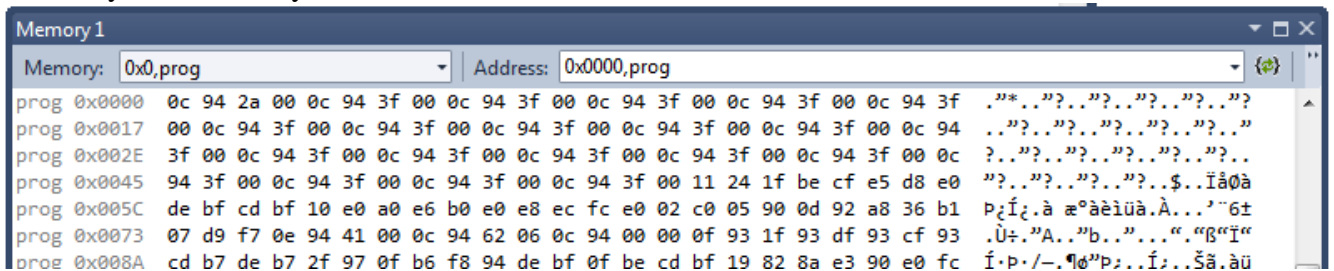 Memory 1
Memory: 0x0,prog Address: 0x0000,prog
prog 0x0000 0c 94 2a 00 0c 94 3f 00 0c 94 3f 00 0c 94 3f 00 0c 94 3f 00 0c 94 3f .”*..”?..”?..”?..”?..”?
prog 0x0017 00 0c 94 3f 00 0c 94 3f 00 0c 94 3f 00 0c 94 3f 00 0c 94 3f 00 0c 94 ..”?..”?..”?..”?..”?..”
prog 0x002E 3f 00 0c 94 3f 00 0c 94 3f 00 0c 94 3f 00 0c 94 3f 00 0c 94 3f 00 0c ?..”?..”?..”?..”?..”?..
prog 0x0045 94 3f 00 0c 94 3f 00 0c 94 3f 00 0c 94 3f 00 11 24 1f be cf e5 d8 e0 ”?..”?..”?..”?..$..ÏåØà
prog 0x005C de bf cd bf 10 e0 a0 e6 b0 e0 e8 ec fc e0 02 c0 05 90 0d 92 a8 36 b1 Þ¿Í¿.à æ°àèìüà.À...’¨6±
prog 0x0073 07 d9 f7 0e 94 41 00 0c 94 62 06 0c 94 00 00 0f 93 1f 93 df 93 cf 93 .Ù÷.”A..”b..”...“.“ß“Ï“
prog 0x008A cd b7 de b7 2f 97 0f b6 f8 94 de bf 0f be cd bf 19 82 8a e3 90 e0 fc Í·Þ·/—.¶ø”Þ¿..Í¿..Šã.àü